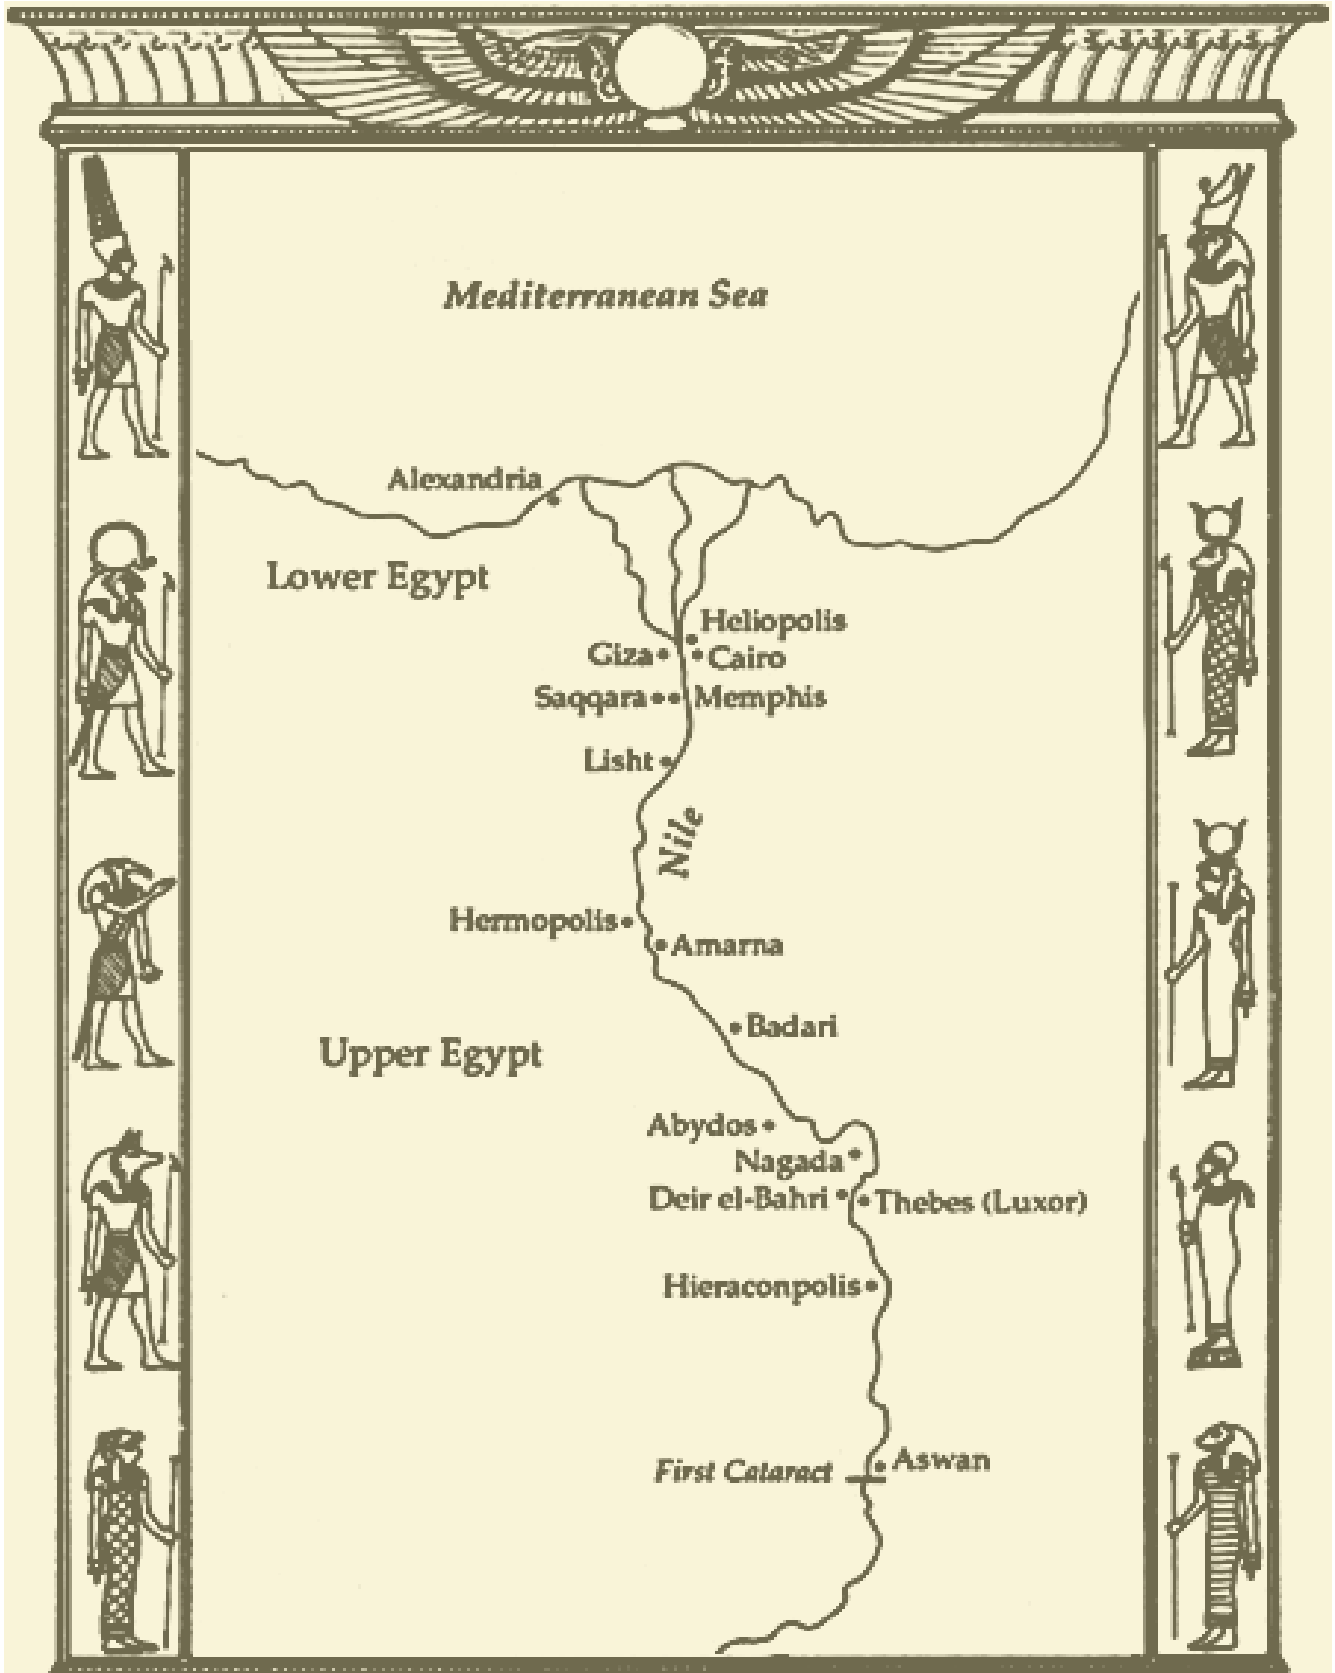 Mediterranean Sea
Alexandria
Lower Egypt
Heliopolis
Giza
Cairo
Saqqara
Memphis
Lisht
Nile
Hermopolis
Amarna
Badari
Upper Egypt
Abydos
Nagada
Deir el-Bahri
Thebes (Luxor)
Hieraconpolis
Aswan
First Cataract